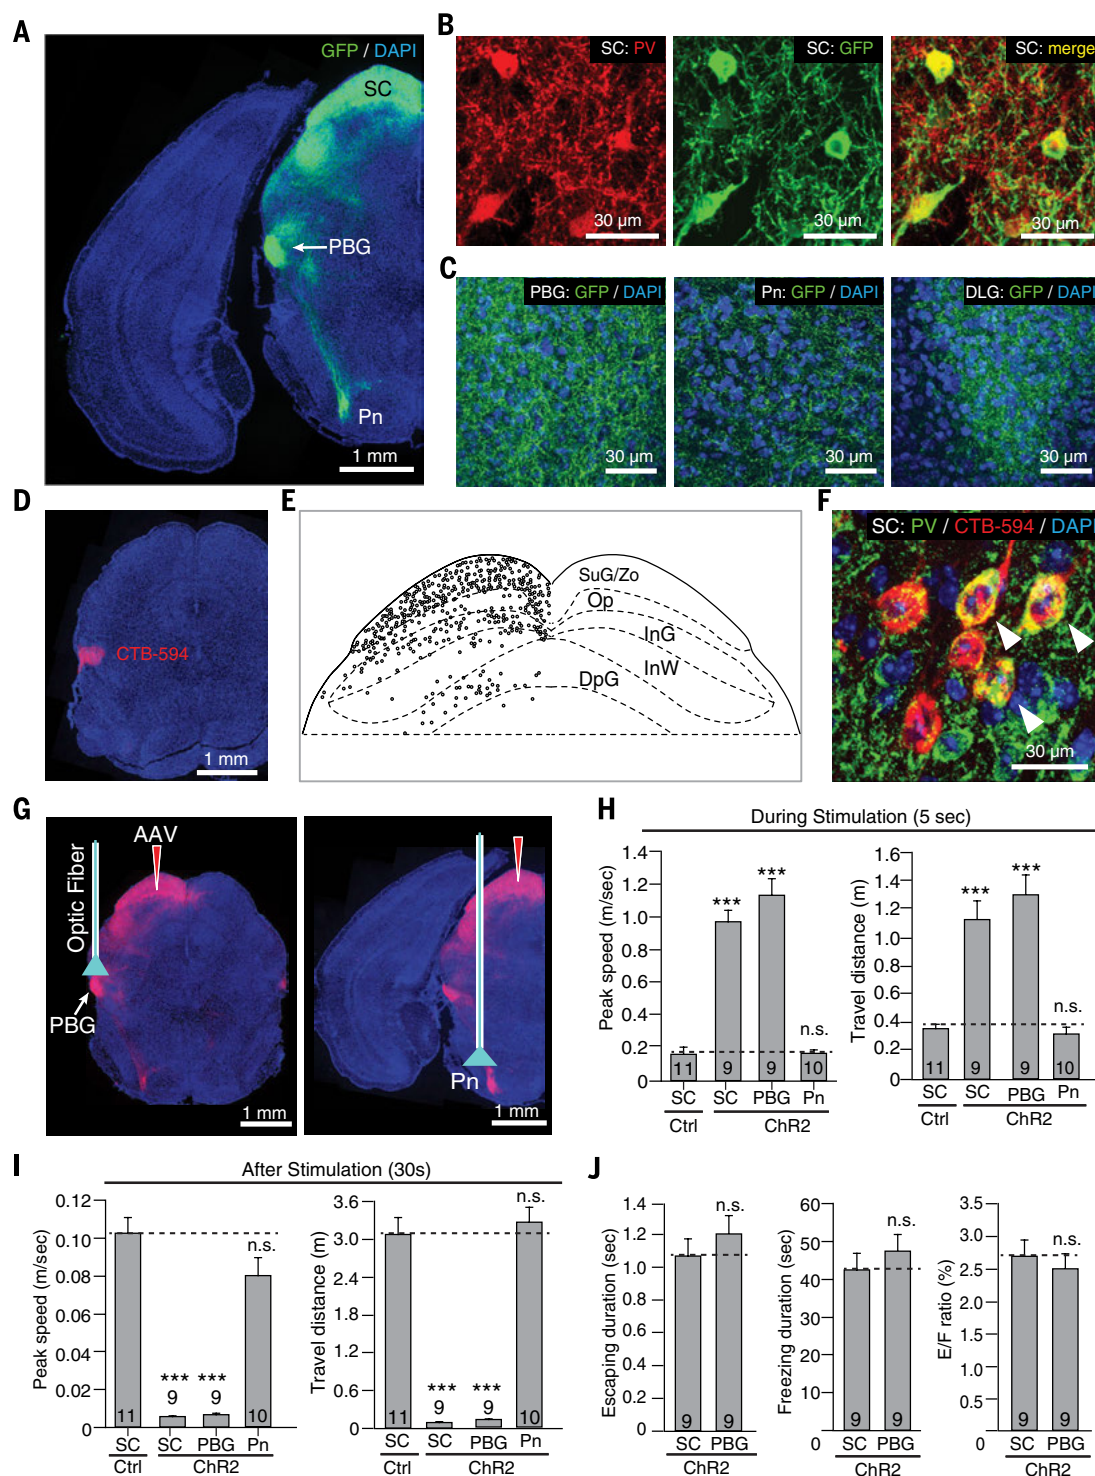 A
GFP / DAPI
SC
PBG
Pn
1 mm
B
SC: PV
30 µm
SC: GFP
30 µm
SC: merge
30 µm
C
PBG: GFP / DAPI
30 µm
Pn: GFP / DAPI
30 µm
DLG: GFP / DAPI
30 µm
D
CTB-594
1 mm
E
SuG/Zo
Op
InG
InW
DpG
F
SC: PV / CTB-594 / DAPI
30 µm
G
AAV
Optic Fiber
PBG
1 mm
Pn
1 mm
H
During Stimulation (5 sec)
Peak speed (m/sec)
1.4
1.2
1.0
0.8
0.6
0.4
0.2
0
***
***
n.s.
11
9
9
10
SC
SC
PBG
Pn
Ctrl
ChR2
Travel distance (m)
1.6
1.4
1.2
1.0
0.8
0.6
0.4
0.2
0
***
***
n.s.
11
9
9
10
SC
SC
PBG
Pn
Ctrl
ChR2
I
After Stimulation (30s)
Peak speed (m/sec)
0.12
0.10
0.08
0.06
0.04
0.02
0
n.s.
***
***
9
9
11
10
SC
SC
PBG
Pn
Ctrl
ChR2
Travel distance (m)
3.6
3.0
2.4
1.8
1.2
0.6
0
n.s.
***
***
9
9
11
10
SC
SC
PBG
Pn
Ctrl
ChR2
J
Escaping duration (sec)
1.4
1.2
1.0
0.8
0.6
0.4
0.2
0
n.s.
9
9
SC
PBG
ChR2
Freezing duration (sec)
60
50
40
30
20
10
0
n.s.
9
9
SC
PBG
ChR2
E/F ratio (%)
3.5
3.0
2.5
2.0
1.5
1.0
0.5
0
n.s.
9
9
SC
PBG
ChR2